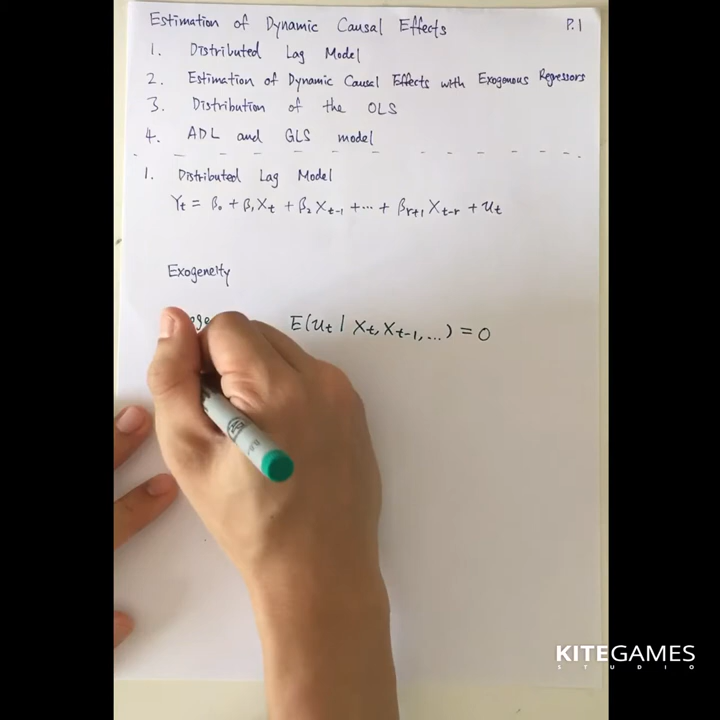 Estimation of Dynamic Causal Effects P.1
1. Distributed Lag Model
2. Estimation of Dynamic Causal Effects with Exogenous Regressors
3. Distribution of the OLS
4. ADL and GLS model
1. Distributed Lag Model
Yt = β0 + β1Xt + β2Xt-1 + ... + βr+1Xt-r + ut
Exogeneity
E(ut | Xt, Xt-1, ...) = 0
KITEGAMES
STUDIO